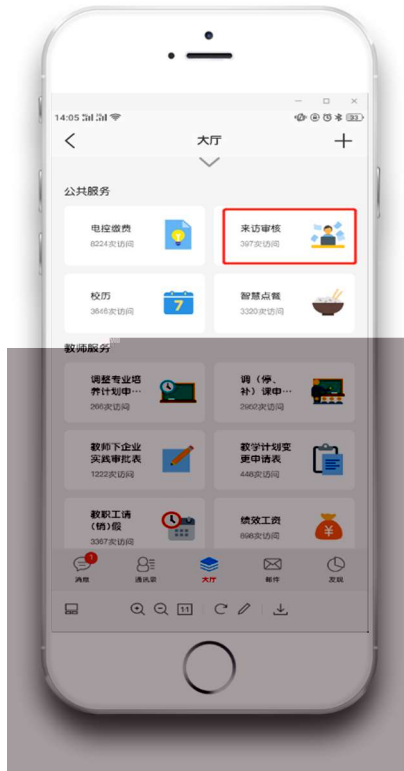 14:05
大厅
公共服务
电控缴费
6224次访问
来访审核
397次访问
校历
3646次访问
7
智慧点餐
3320次访问
教师服务
调整专业培
养计划申…
266次访问
调（停、
补）课申…
2962次访问
教师下企业
实践审批表
1222次访问
教学计划变
更申请表
448次访问
教职工请
(销)假
3367次访问
绩效工资
898次访问
1
消息
通讯录
大厅
邮件
发现
1:1